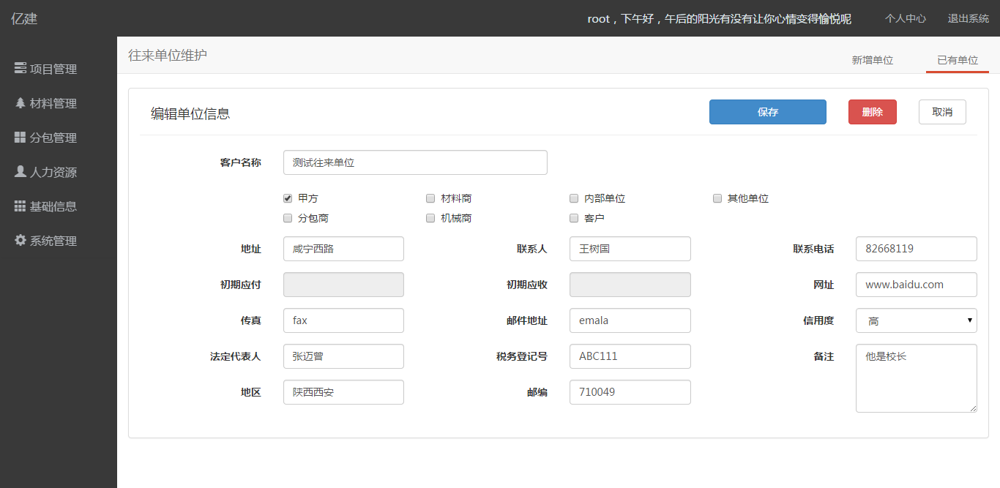 亿建
root，下午好，午后的阳光有没有让你心情变得愉悦呢 个人中心 退出系统
项目管理
材料管理
分包管理
人力资源
基础信息
系统管理
往来单位维护 新增单位 已有单位
编辑单位信息 保存 删除 取消
客户名称 测试往来单位
甲方 材料商 内部单位 其他单位
分包商 机械商 客户
地址 咸宁西路 联系人 王树国 联系电话 82668119
初期应付 初期应收 网址 www.baidu.com
传真 fax 邮件地址 emala 信用度 高
法定代表人 张迈曾 税务登记号 ABC111 备注 他是校长
地区 陕西西安 邮编 710049